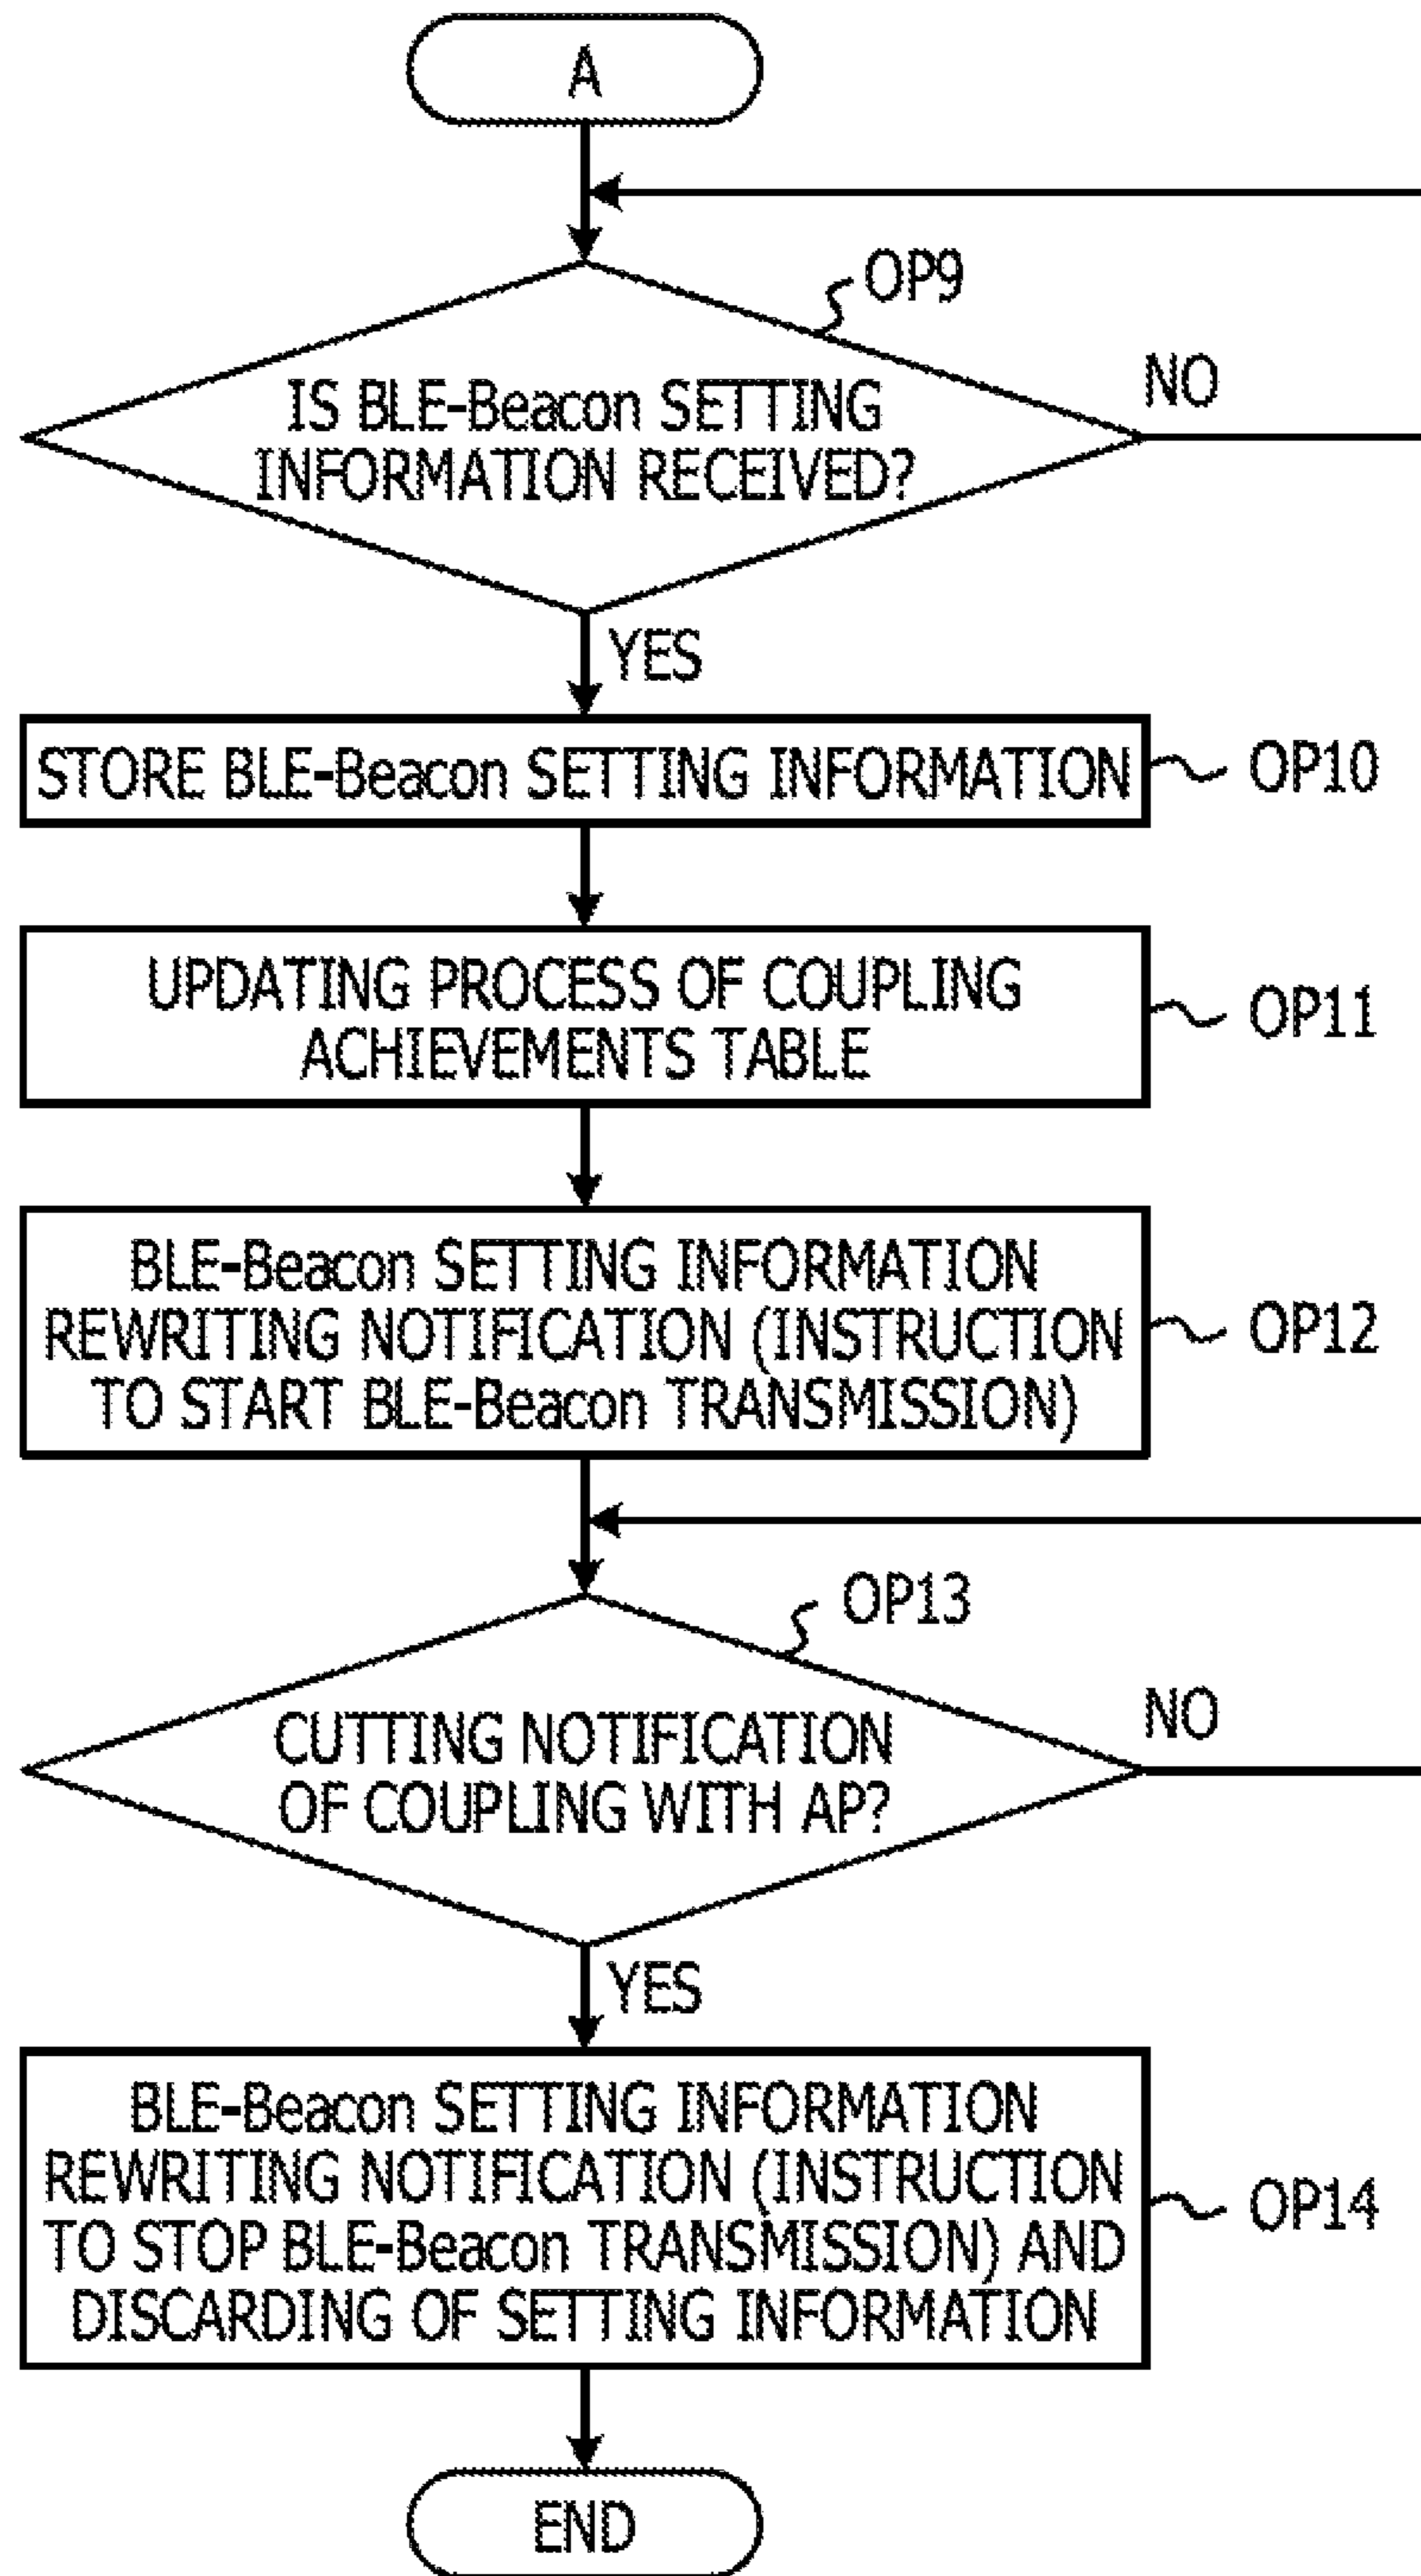 A
OP9
IS BLE-Beacon SETTING
INFORMATION RECEIVED?
NO
YES
STORE BLE-Beacon SETTING INFORMATION
OP10
UPDATING PROCESS OF COUPLING
ACHIEVEMENTS TABLE
OP11
BLE-Beacon SETTING INFORMATION
REWRITING NOTIFICATION (INSTRUCTION
TO START BLE-Beacon TRANSMISSION)
OP12
OP13
CUTTING NOTIFICATION
OF COUPLING WITH AP?
NO
YES
BLE-Beacon SETTING INFORMATION
REWRITING NOTIFICATION (INSTRUCTION
TO STOP BLE-Beacon TRANSMISSION) AND
DISCARDING OF SETTING INFORMATION
OP14
END